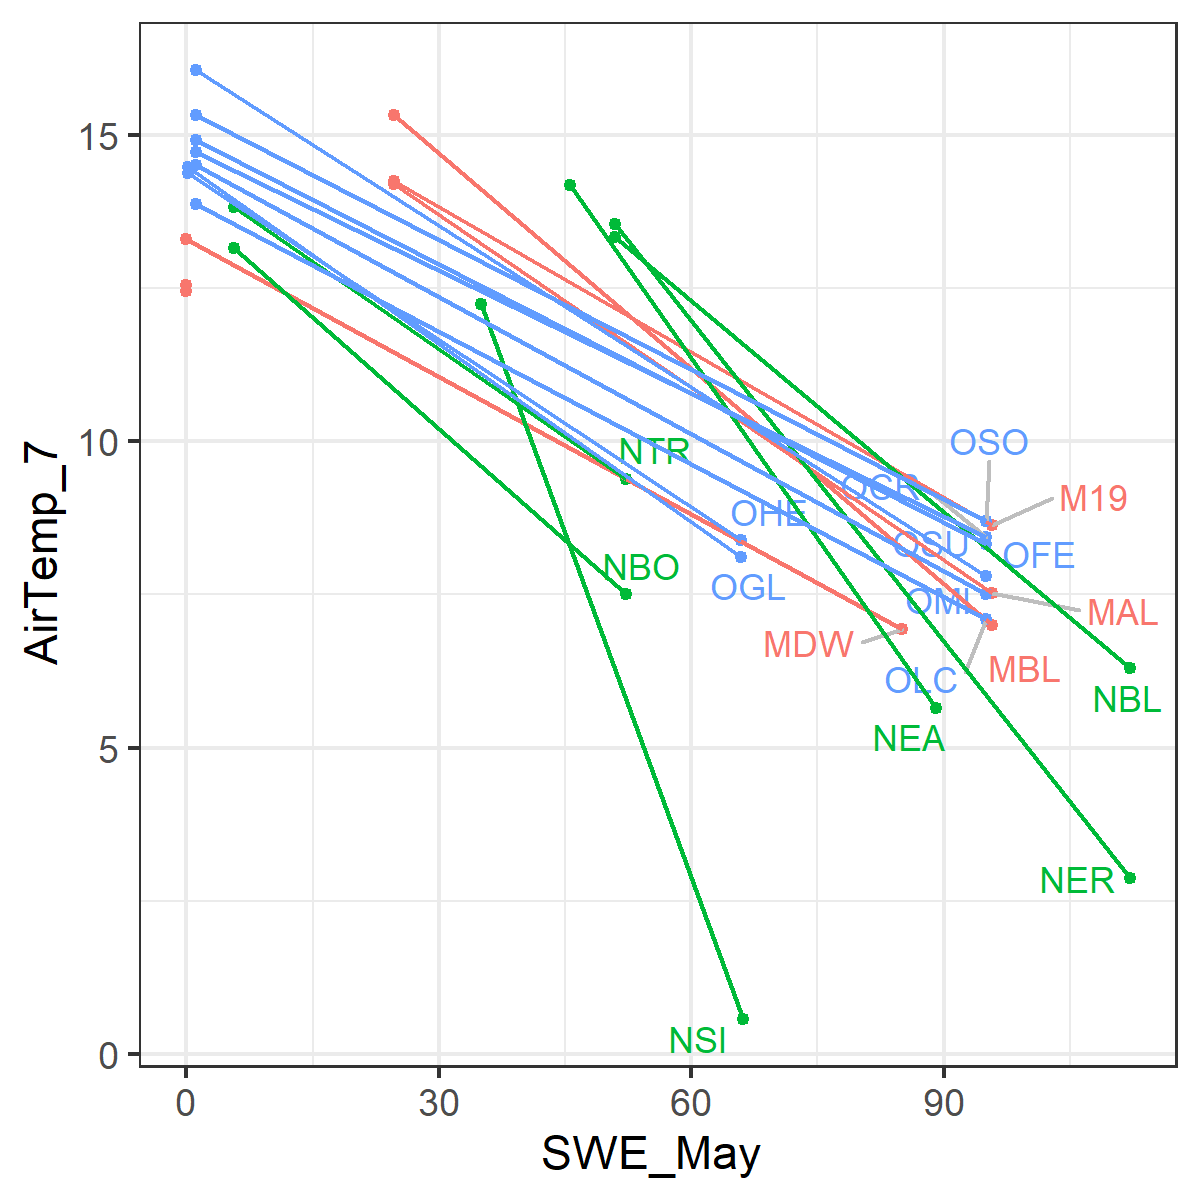 15
10
5
0
AirTemp_7
OSO
NTR
OCR
M19
OHE
OSU
OFE
NBO
OGL
OMI
MAL
MDW
MBL
OLC
NBL
NEA
NER
NSI
0 30 60 90
SWE_May